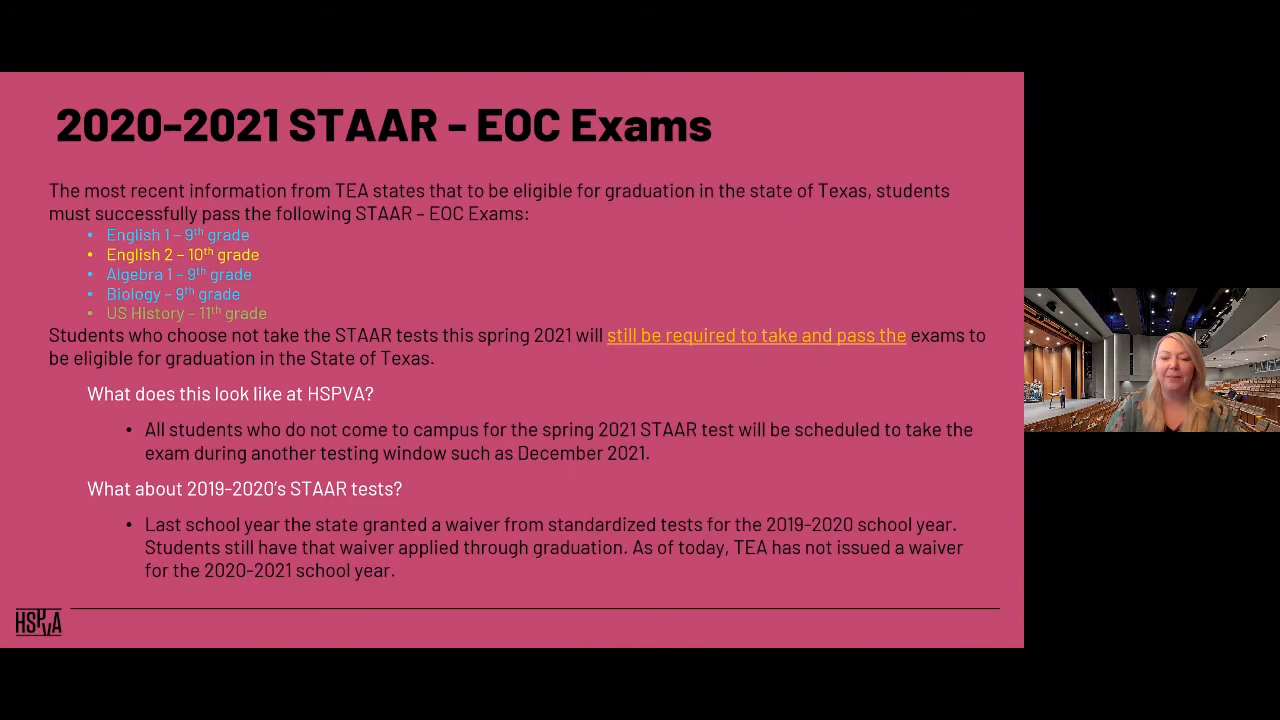 2020-2021 STAAR - EOC Exams
The most recent information from TEA states that to be eligible for graduation in the state of Texas, students
must successfully pass the following STAAR – EOC Exams:
• English 1 – 9th grade
• English 2 – 10th grade
• Algebra 1 – 9th grade
• Biology – 9th grade
• US History – 11th grade
Students who choose not take the STAAR tests this spring 2021 will still be required to take and pass the exams to
be eligible for graduation in the State of Texas.
What does this look like at HSPVA?
• All students who do not come to campus for the spring 2021 STAAR test will be scheduled to take the
exam during another testing window such as December 2021.
What about 2019-2020's STAAR tests?
• Last school year the state granted a waiver from standardized tests for the 2019-2020 school year.
Students still have that waiver applied through graduation. As of today, TEA has not issued a waiver
for the 2020-2021 school year.
HSPVA